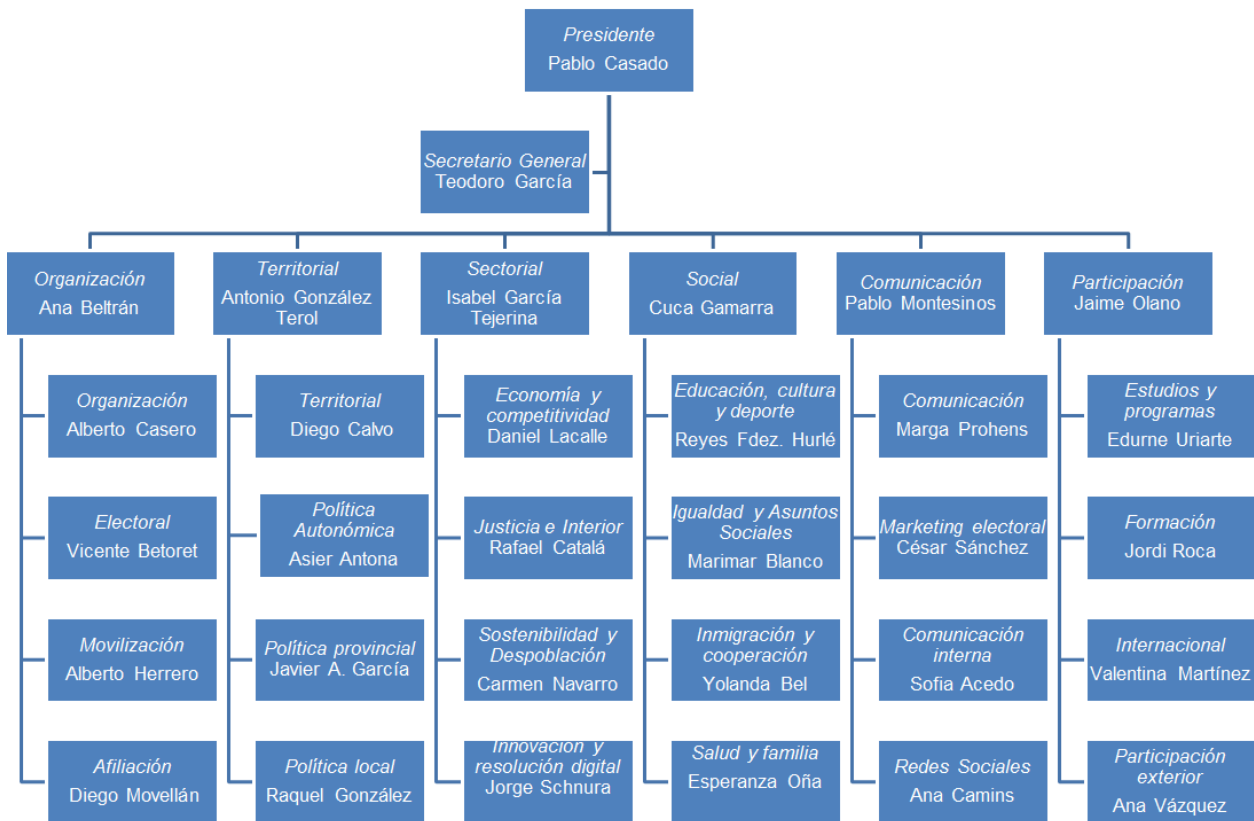 Presidente
Pablo Casado
Secretario General
Teodoro García
Organización
Ana Beltrán
Territorial
Antonio González
Terol
Sectorial
Isabel García
Tejerina
Social
Cuca Gamarra
Comunicación
Pablo Montesinos
Participación
Jaime Olano
Organización
Alberto Casero
Territorial
Diego Calvo
Economía y
competitividad
Daniel Lacalle
Educación, cultura
y deporte
Reyes Fdez. Hurlé
Comunicación
Marga Prohens
Estudios y
programas
Edurne Uriarte
Electoral
Vicente Betoret
Política
Autonómica
Asier Antona
Justicia e Interior
Rafael Catalá
Igualdad y Asuntos
Sociales
Marimar Blanco
Marketing electoral
César Sánchez
Formación
Jordi Roca
Movilización
Alberto Herrero
Política provincial
Javier A. García
Sostenibilidad y
Despoblación
Carmen Navarro
Inmigración y
cooperación
Yolanda Bel
Comunicación
interna
Sofia Acedo
Internacional
Valentina Martínez
Afiliación
Diego Movellán
Política local
Raquel González
Innovación y
resolución digital
Jorge Schnura
Salud y familia
Esperanza Oña
Redes Sociales
Ana Camins
Participación
exterior
Ana Vázquez